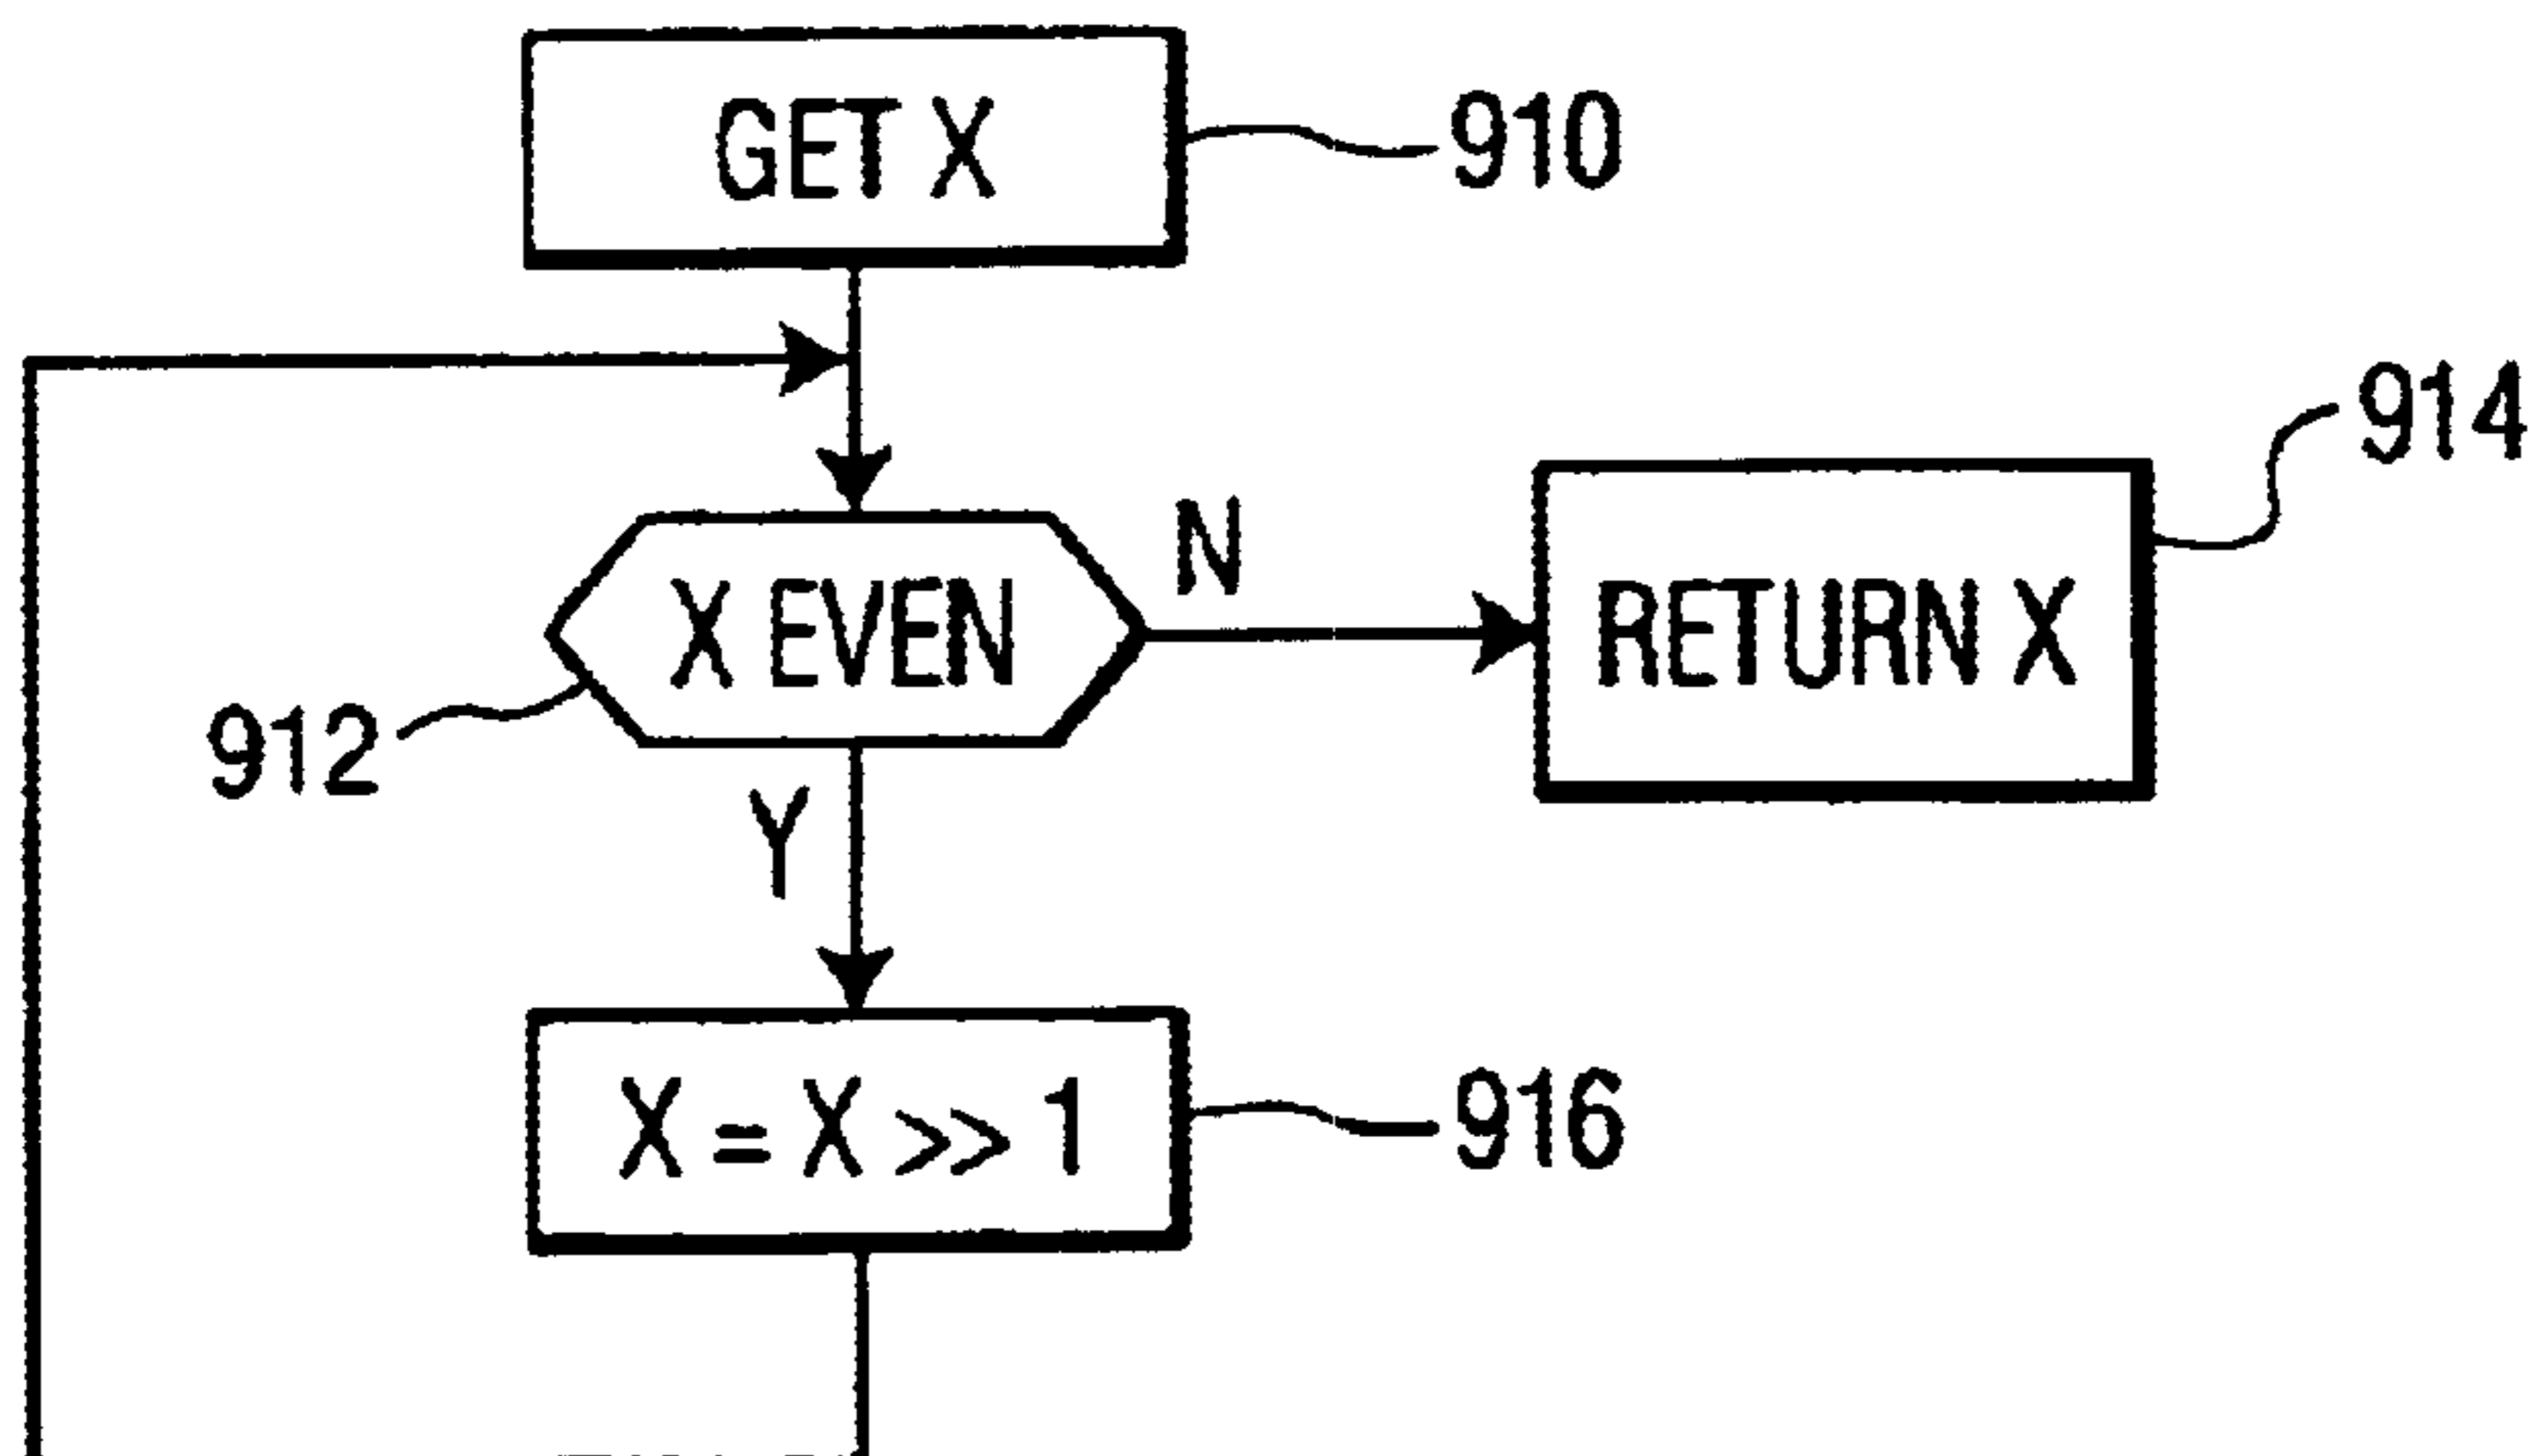 GET X
910
914
X EVEN
N
RETURN X
912
Y
X = X >> 1
916